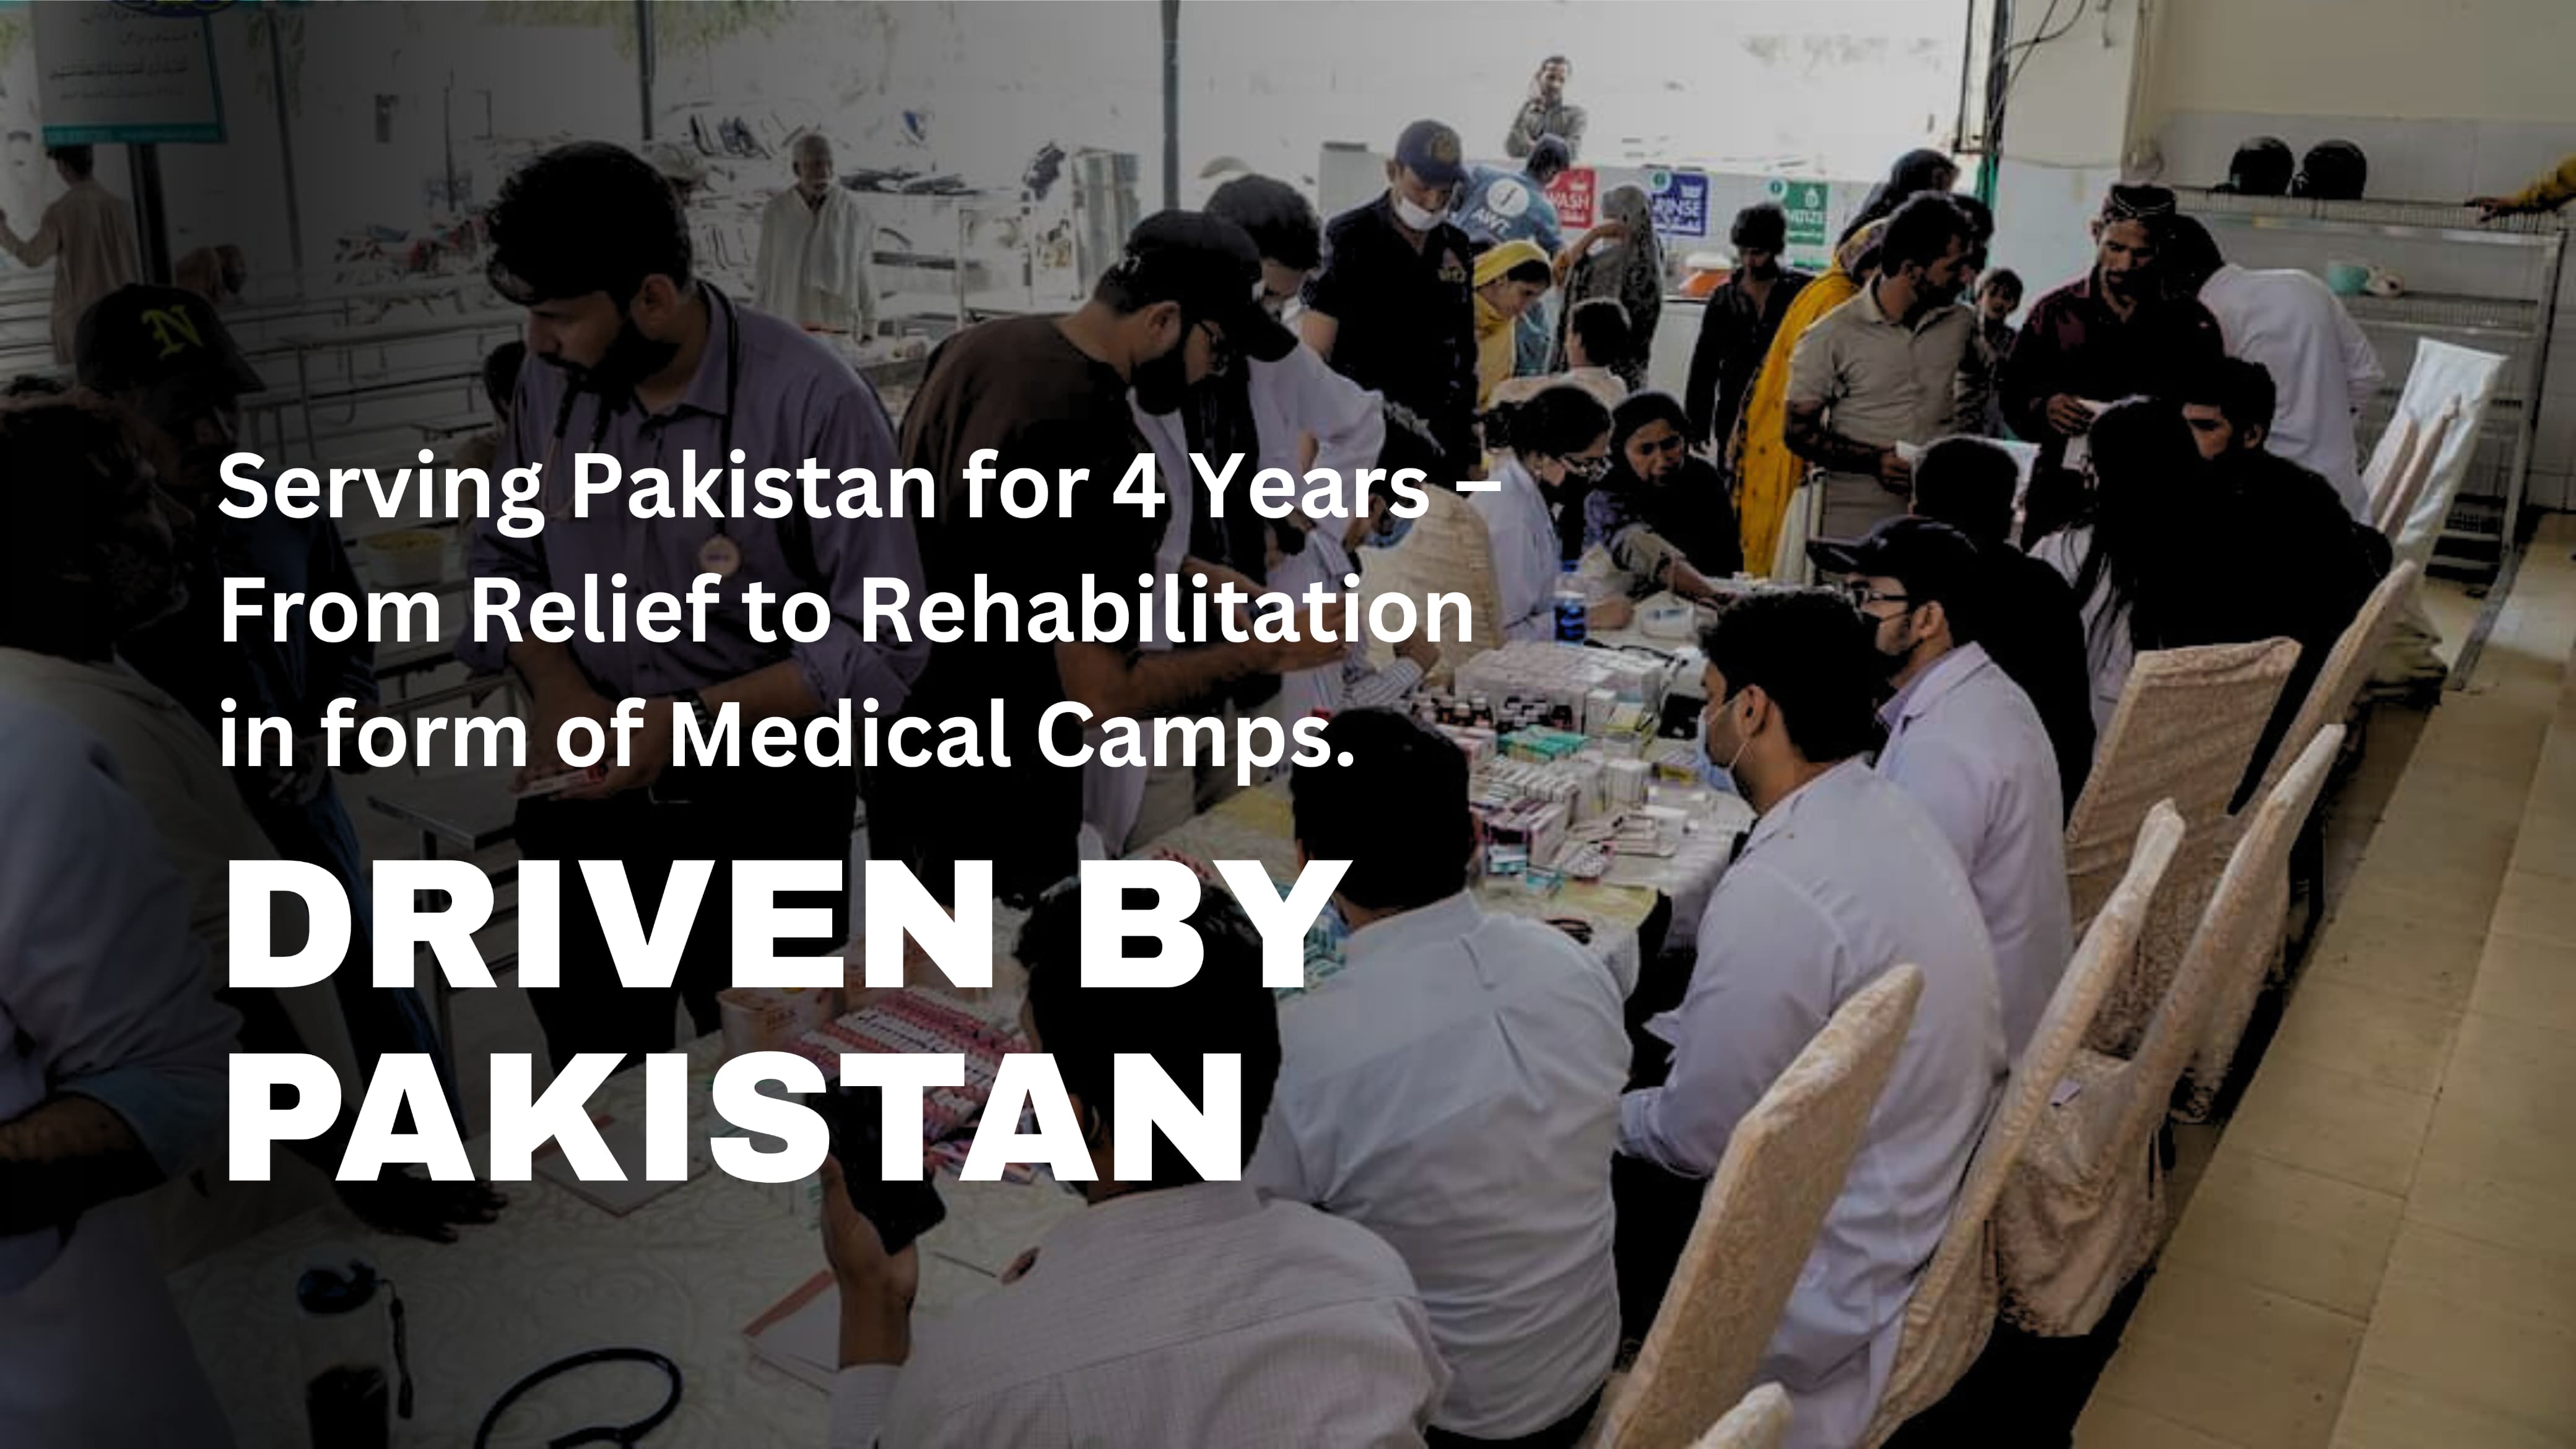 Serving Pakistan for 4 Years –
From Relief to Rehabilitation
in form of Medical Camps.
DRIVEN BY
PAKISTAN
WASH
RINSE
N